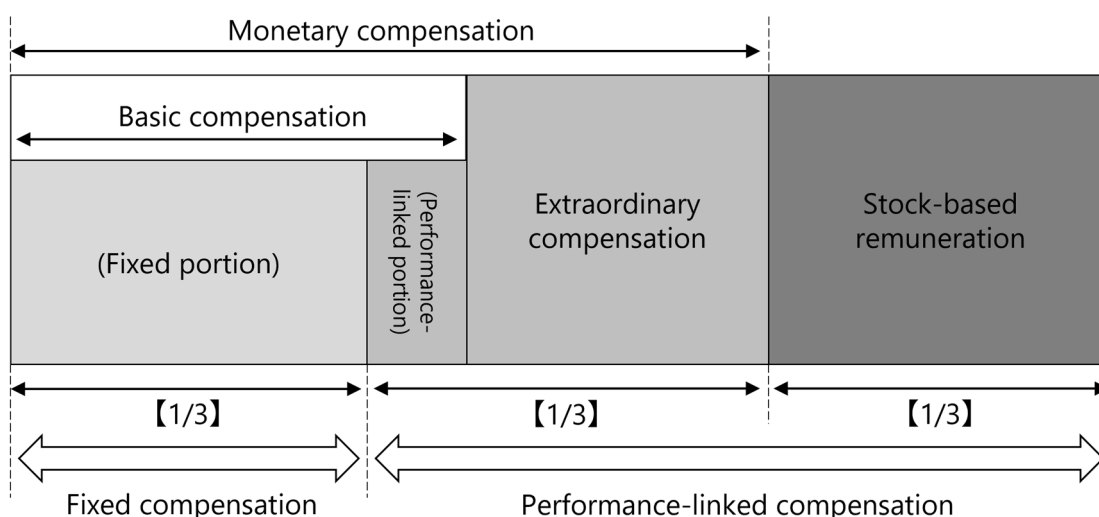 Monetary compensation
Basic compensation
(Fixed portion)
(Performance-
linked portion)
Extraordinary
compensation
Stock-based
remuneration
【1/3】
【1/3】
【1/3】
Fixed compensation
Performance-linked compensation